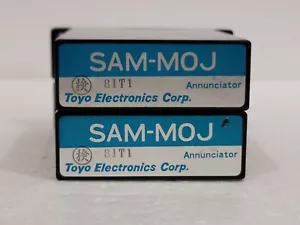 SAM-MOJ
検 81T1 Annunciator
Toyo Electronics Corp.
SAM-MOJ
検 81T1 Annunciator
Toyo Electronics Corp.